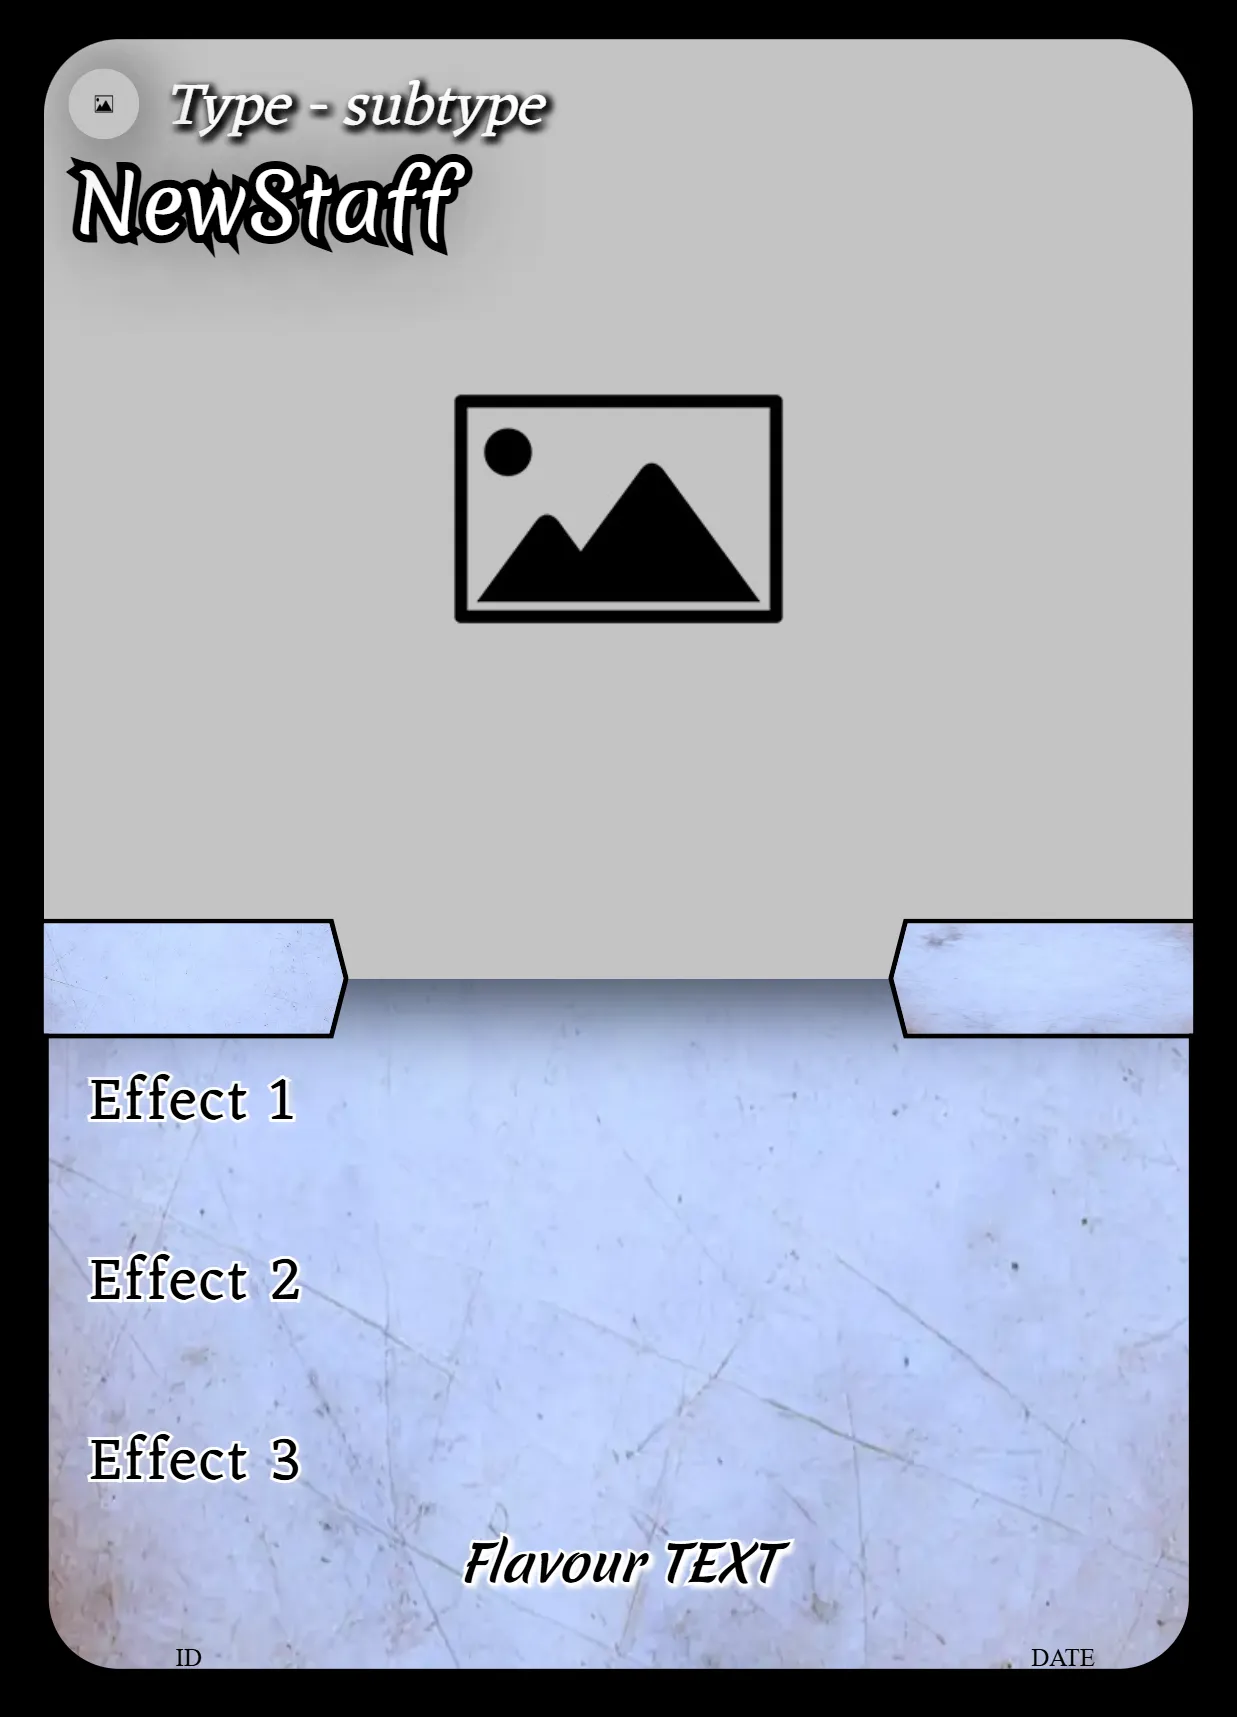 Type - subtype
NewStaff
Effect 1
Effect 2
Effect 3
Flavour TEXT
ID
DATE